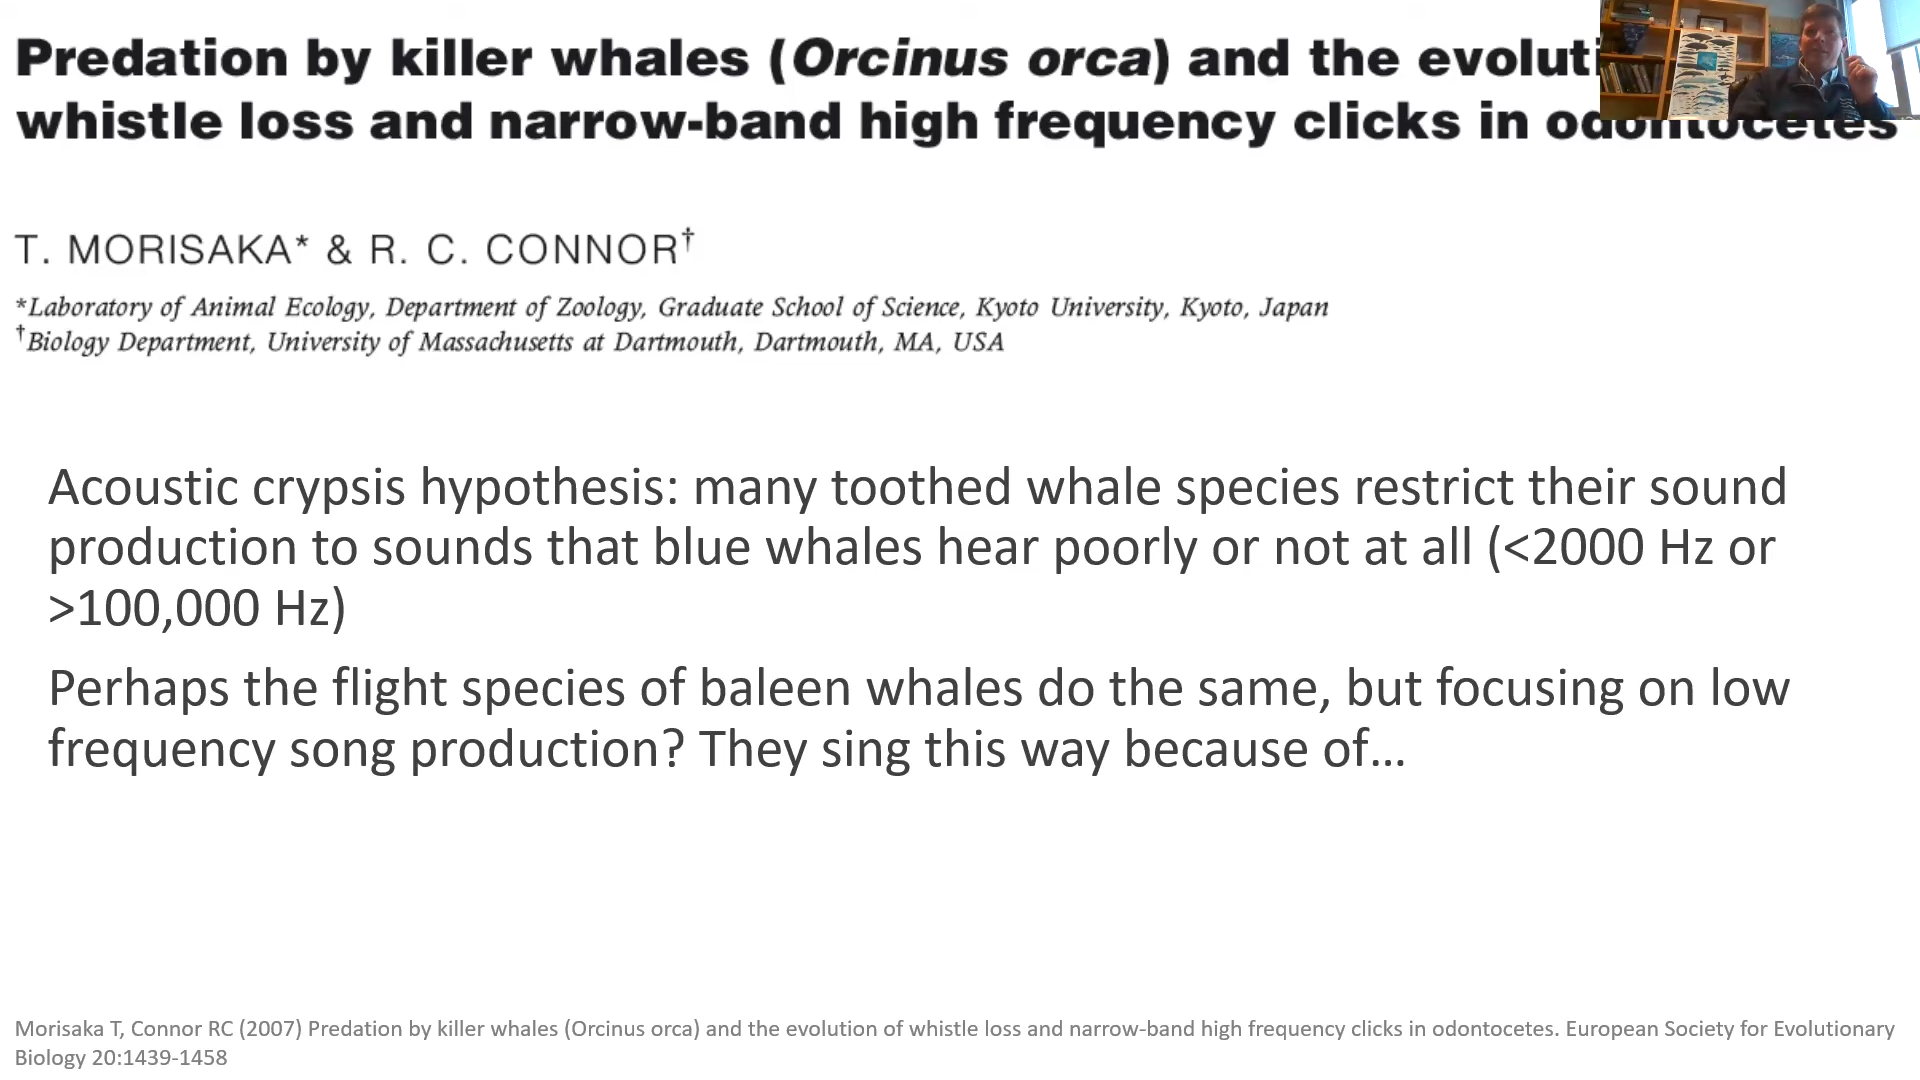 Predation by killer whales (Orcinus orca) and the evoluti
whistle loss and narrow-band high frequency clicks in odontocetes
T. MORISAKA* & R. C. CONNOR†
*Laboratory of Animal Ecology, Department of Zoology, Graduate School of Science, Kyoto University, Kyoto, Japan
†Biology Department, University of Massachusetts at Dartmouth, Dartmouth, MA, USA
Acoustic crypsis hypothesis: many toothed whale species restrict their sound
production to sounds that blue whales hear poorly or not at all (<2000 Hz or
>100,000 Hz)
Perhaps the flight species of baleen whales do the same, but focusing on low
frequency song production? They sing this way because of…
Morisaka T, Connor RC (2007) Predation by killer whales (Orcinus orca) and the evolution of whistle loss and narrow-band high frequency clicks in odontocetes. European Society for Evolutionary
Biology 20:1439-1458